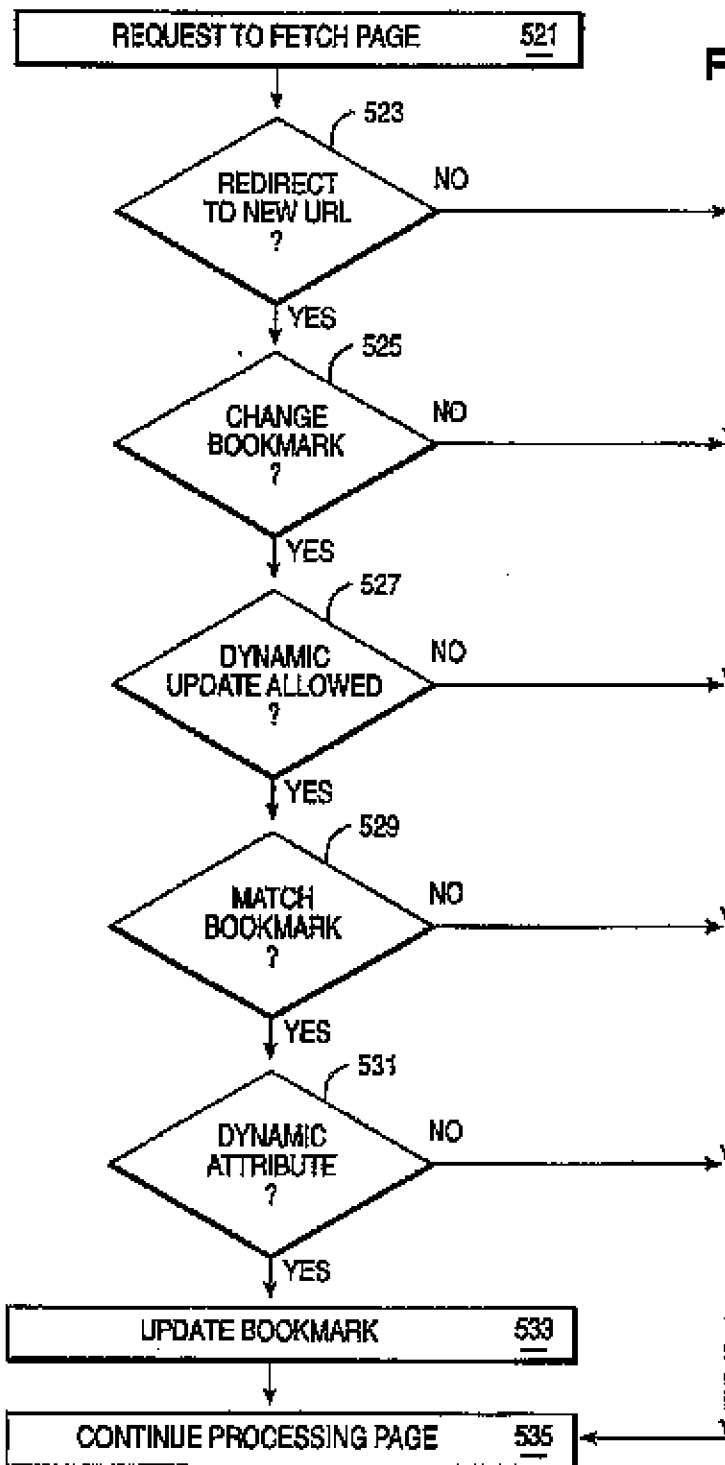 REQUEST TO FETCH PAGE 521
F
523
REDIRECT
TO NEW URL
?
NO
YES
525
CHANGE
BOOKMARK
?
NO
YES
527
DYNAMIC
UPDATE ALLOWED
?
NO
YES
529
MATCH
BOOKMARK
?
NO
YES
531
DYNAMIC
ATTRIBUTE
?
NO
YES
UPDATE BOOKMARK 533
CONTINUE PROCESSING PAGE 535